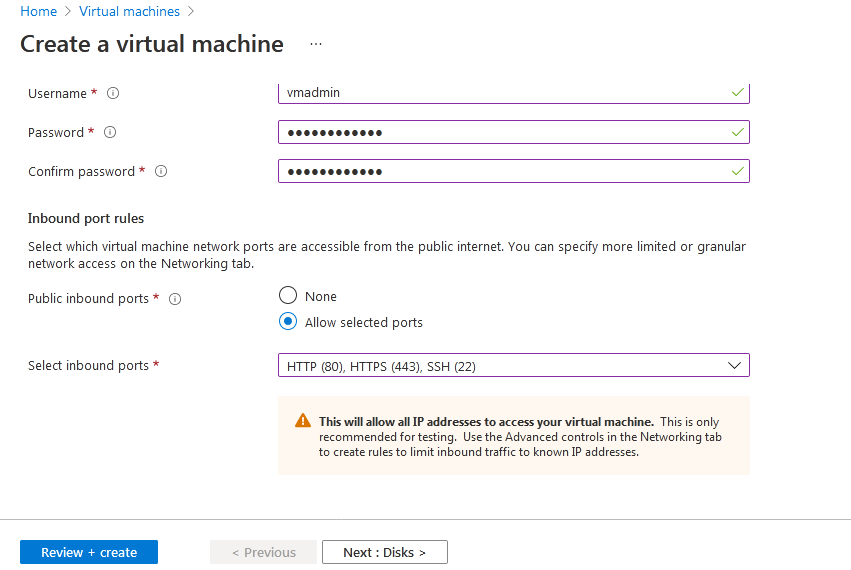 Home > Virtual machines >
Create a virtual machine ...
Username * vmadmin
Password * ●●●●●●●●●●●●
Confirm password * ●●●●●●●●●●●●
Inbound port rules
Select which virtual machine network ports are accessible from the public internet. You can specify more limited or granular
network access on the Networking tab.
Public inbound ports * None
Allow selected ports
Select inbound ports * HTTP (80), HTTPS (443), SSH (22)
This will allow all IP addresses to access your virtual machine. This is only
recommended for testing. Use the Advanced controls in the Networking tab
to create rules to limit inbound traffic to known IP addresses.
Review + create < Previous Next : Disks >